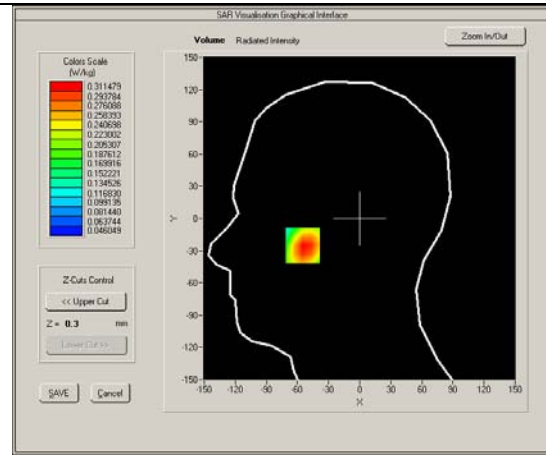 SAR Visualisation Graphical Interface
Volume Radiated Intensity
Zoom In/Out
Colors Scale
(W/kg)
0.311479
0.293784
0.276088
0.258393
0.240698
0.223002
0.205307
0.187612
0.169916
0.152221
0.134526
0.116830
0.099135
0.081440
0.063744
0.046049
Z-Cuts Control
<< Upper Cut
Z = 0.3 mm
Lower Cut >>
SAVE Cancel
150
120
90
60
30
0
-30
-60
-90
-120
-150
Y
-150 -120 -90 -60 -30 0 30 60 90 120 150
X